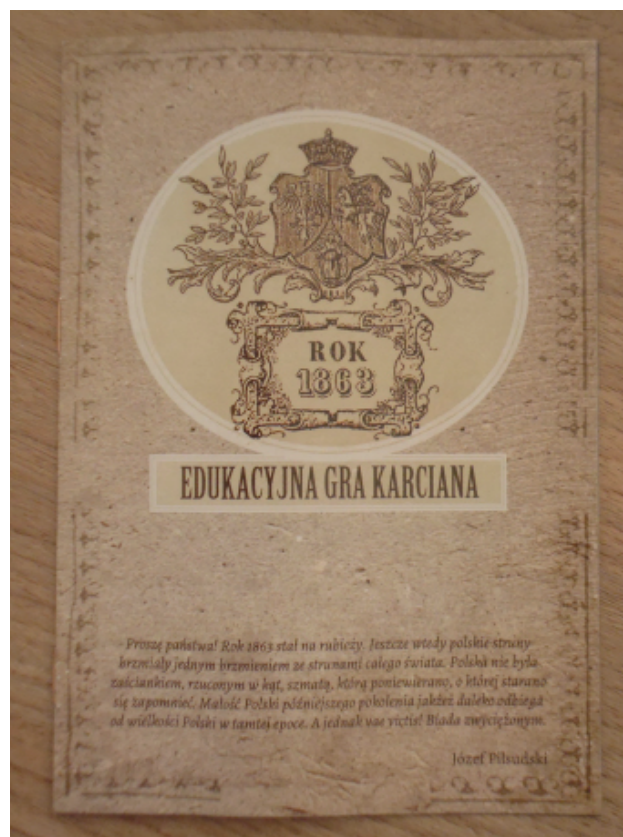 ROK
1863
EDUKACYJNA GRA KARCIANA
Proszę państwa! Rok 1863 stał na rubieży. Jeszcze wtedy polskie struny
brzmiały jednym brzmieniem ze strunami całego świata. Polska nie była
zaściankiem, rzuconym w kąt, szmatą, którą poniewierano, o której starano
się zapomnieć. Małość Polski późniejszego pokolenia jakżeż daleko odbiega
od wielkości Polski w tamtej epoce. A jednak vae victis! Biada zwyciężonym.
Józef Piłsudski